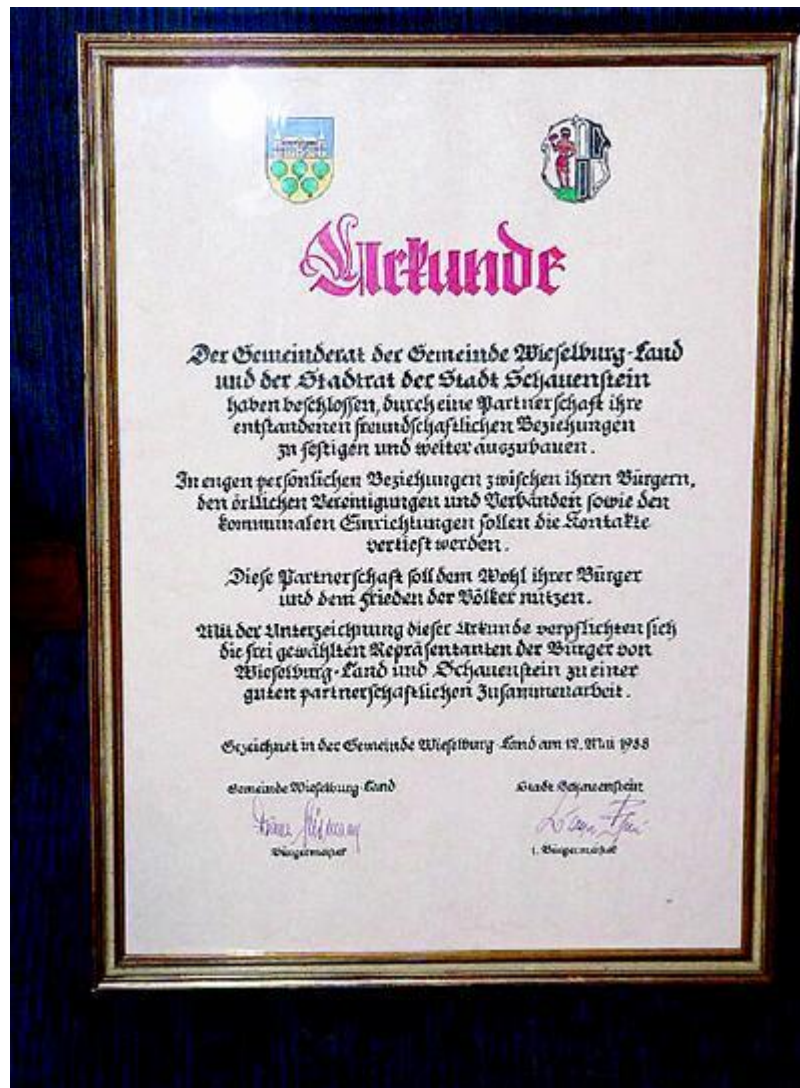 Urkunde
Der Gemeinderat der Gemeinde Wieselburg-Land
und der Stadtrat der Stadt Schauenstein
haben beschlossen, durch eine Partnerschaft ihre
entstandenen freundschaftlichen Beziehungen
zu festigen und weiter auszubauen.
In engen persönlichen Beziehungen zwischen ihren Bürgern,
den örtlichen Vereinigungen und Verbänden sowie den
kommunalen Einrichtungen sollen die Kontakte
vertieft werden.
Diese Partnerschaft soll dem Wohl ihrer Bürger
und dem Frieden der Völker nützen.
Mit der Unterzeichnung dieser Urkunde verpflichten sich
die frei gewählten Repräsentanten der Bürger von
Wieselburg-Land und Schauenstein zu einer
guten partnerschaftlichen Zusammenarbeit.
Gezeichnet in der Gemeinde Wieselburg-Land am 12. Mai 1988
Gemeinde Wieselburg-Land
Stadt Schauenstein
Bürgermeister
1. Bürgermeister